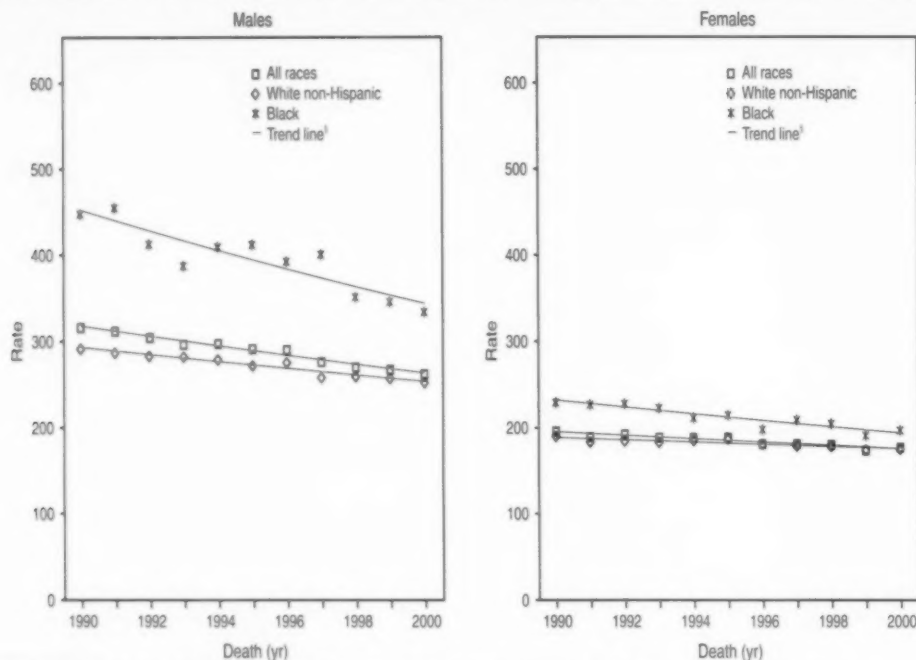 Males
□ All races
◇ White non-Hispanic
* Black
— Trend line§
Rate
600
500
400
300
200
100
0
1990 1992 1994 1996 1998 2000
Death (yr)
Females
□ All races
◇ White non-Hispanic
* Black
— Trend line§
Rate
600
500
400
300
200
100
0
1990 1992 1994 1996 1998 2000
Death (yr)